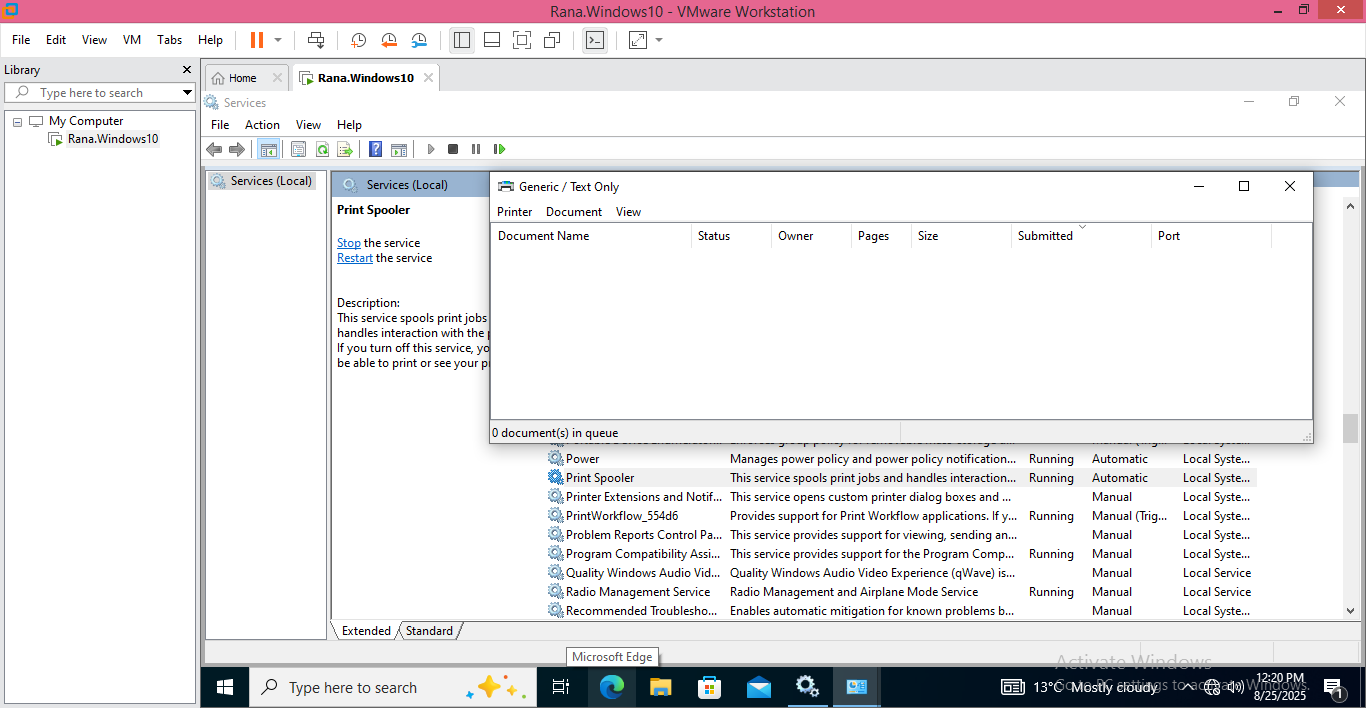 Rana.Windows10 - VMware Workstation
File Edit View VM Tabs Help
Library
Type here to search
My Computer
Rana.Windows10
Home
Rana.Windows10
Services
File Action View Help
Services (Local)
Services (Local)
Print Spooler
Stop the service
Restart the service
Description:
This service spools print jobs
handles interaction with the
If you turn off this service,
be able to print or see your
Generic / Text Only
Printer Document View
Document Name Status Owner Pages Size Submitted Port
0 document(s) in queue
Power Manages power policy and power policy notification... Running Automatic Local Syste...
Print Spooler This service spools print jobs and handles interaction... Running Automatic Local Syste...
Printer Extensions and Notif... This service opens custom printer dialog boxes and ... Manual Local Syste...
PrintWorkflow_554d6 Provides support for Print Workflow applications. If y... Running Manual (Trig... Local Syste...
Problem Reports Control Pa... This service provides support for viewing, sending an... Manual Local Syste...
Program Compatibility Assi... This service provides support for the Program Comp... Running Manual Local Syste...
Quality Windows Audio Vid... Quality Windows Audio Video Experience (qWave) is... Manual Local Service
Radio Management Service Radio Management and Airplane Mode Service Running Manual Local Service
Recommended Troublesho... Enables automatic mitigation for known problems b... Manual Local Syste...
Extended Standard
Microsoft Edge
Activate Windows
Go to PC settings to activate Windows.
Type here to search
13°C Mostly cloudy
12:20 PM
8/25/2025
1